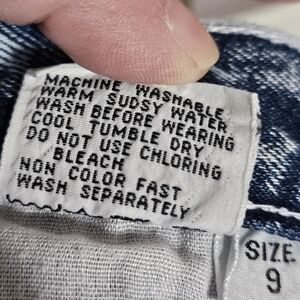 MACHINE WASHABLE
WARM SUDSY WATER
WASH BEFORE WEARING
COOL TUMBLE DRY
DO NOT USE CHLORING
BLEACH
NON COLOR FAST
WASH SEPARATELY
SIZE
9